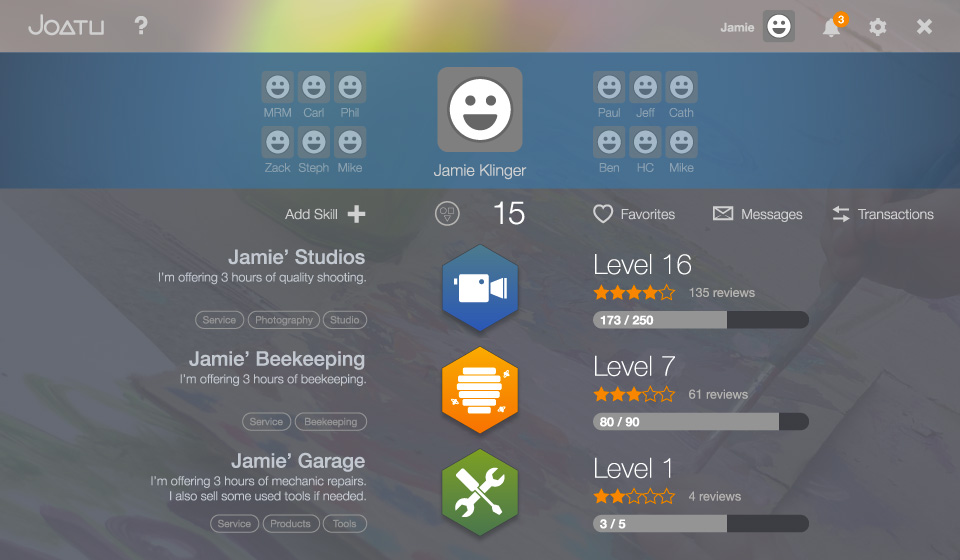 JOATU ?
Jamie 3
MRM Carl Phil
Zack Steph Mike
Jamie Klinger
Paul Jeff Cath
Ben HC Mike
Add Skill
15
Favorites Messages Transactions
Jamie’ Studios
I'm offering 3 hours of quality shooting.
Service Photography Studio
Level 16
135 reviews
173 / 250
Jamie’ Beekeeping
I'm offering 3 hours of beekeeping.
Service Beekeeping
Level 7
61 reviews
80 / 90
Jamie’ Garage
I'm offering 3 hours of mechanic repairs.
I also sell some used tools if needed.
Service Products Tools
Level 1
4 reviews
3 / 5